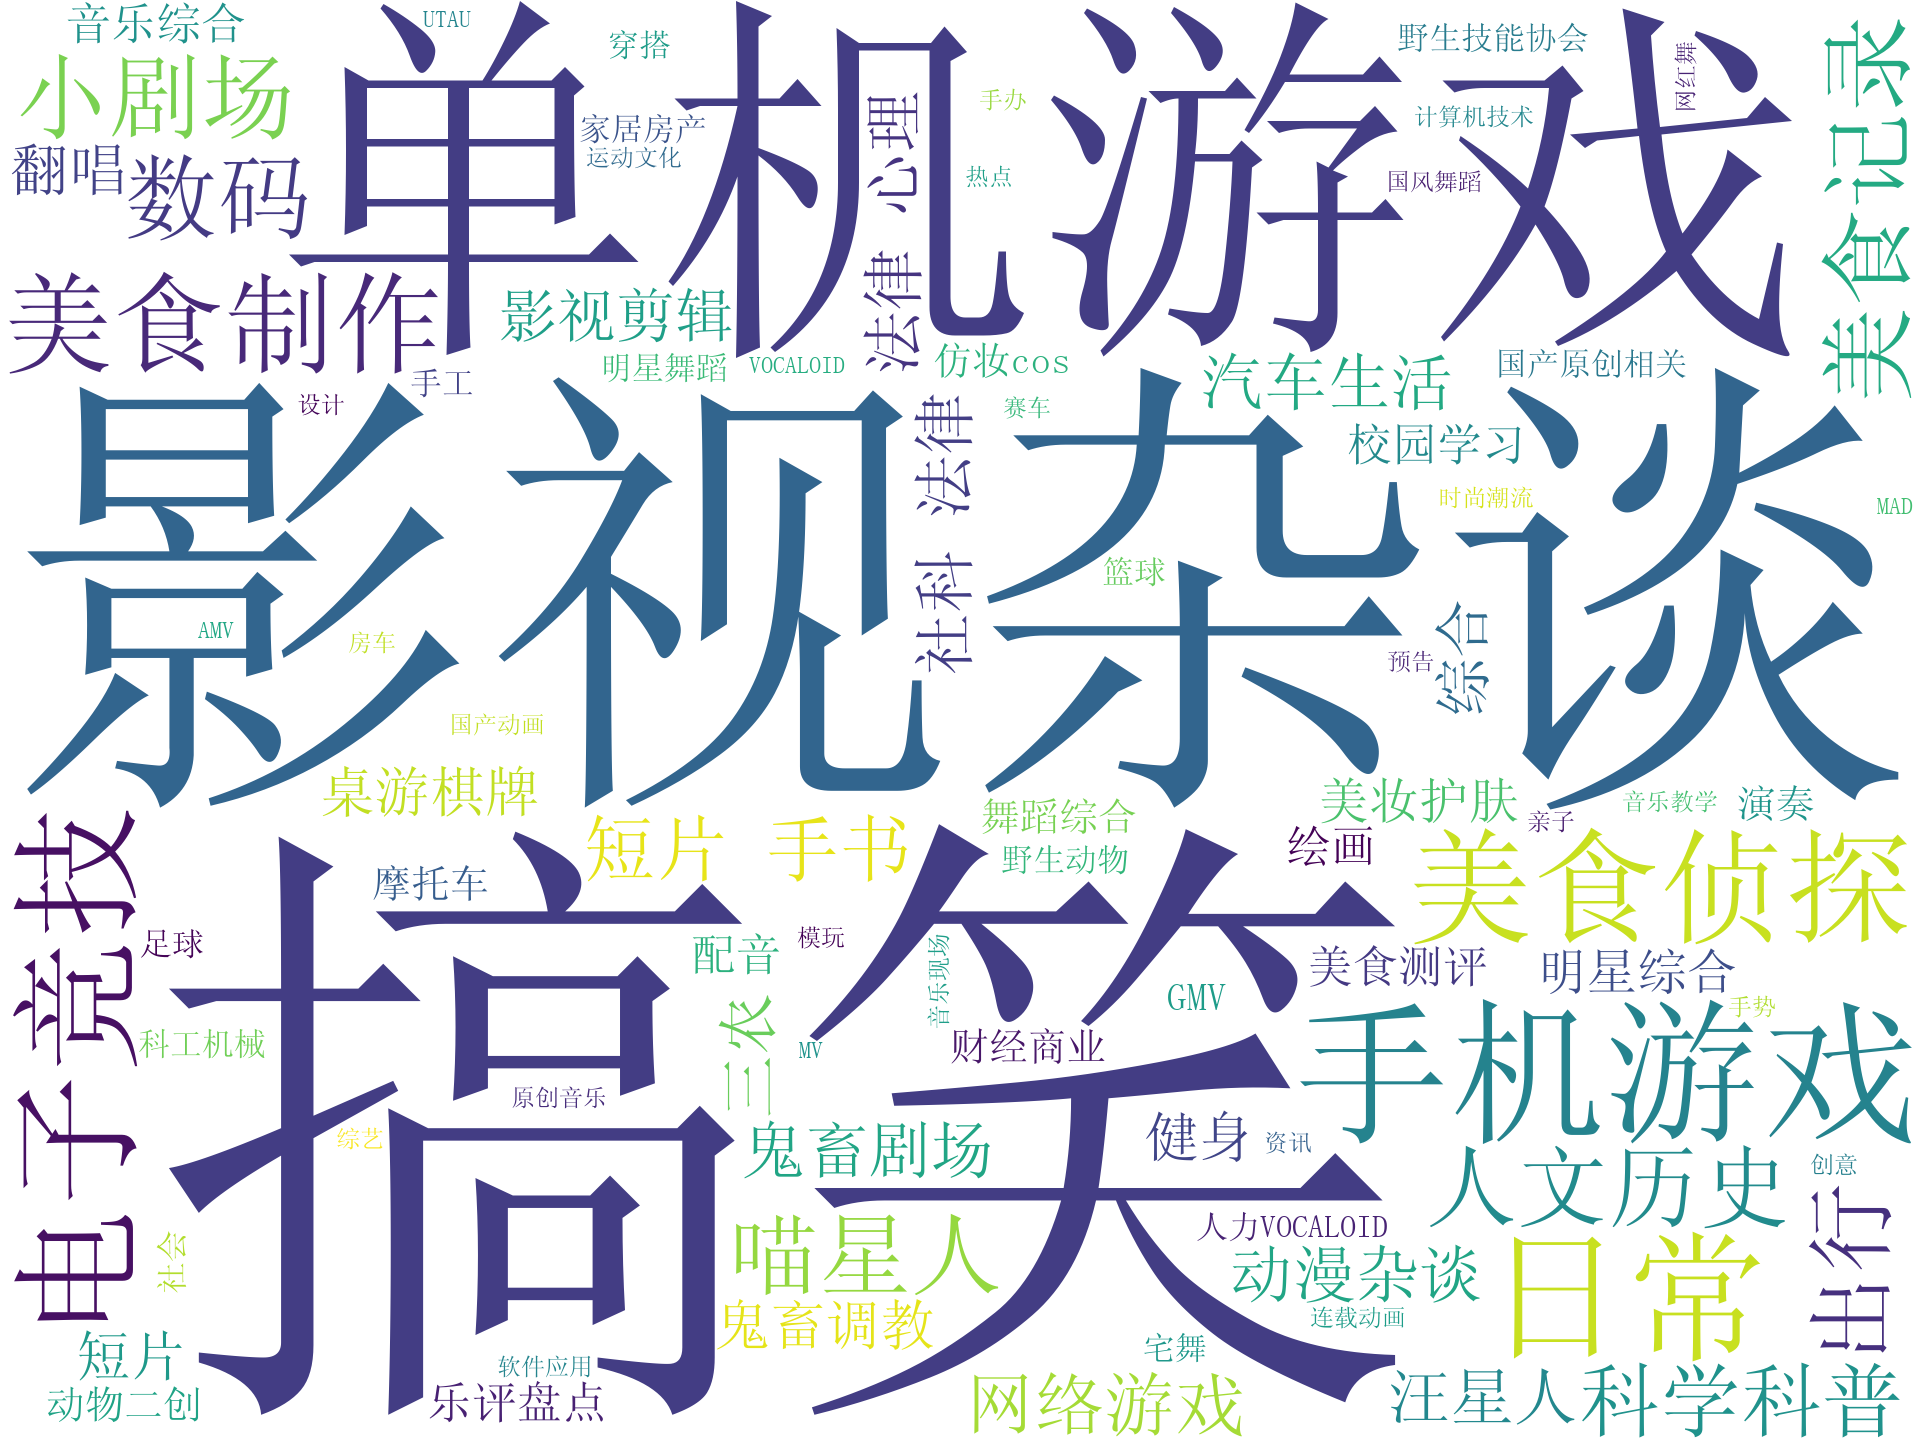 音乐综合
UTAU
单机游戏
穿搭
野生技能协会
网红舞
美食记录
小剧场
手办
计算机技术
家居房产
运动文化
社科 法律 心理
社科 法律
热点
国风舞蹈
翻唱
数码
美食制作
影视剪辑
明星舞蹈
VOCALOID
仿妆cos
汽车生活
国产原创相关
手工
设计
赛车
校园学习
影视杂谈
时尚潮流
MAD
篮球
AMV
房车
预告
综合
国产动画
桌游棋牌
舞蹈综合
美妆护肤
亲子
音乐教学
演奏
电子竞技
短片 手书
野生动物
绘画
美食侦探
搞笑
摩托车
足球
配音
模玩
音乐现场
美食测评
明星综合
GMV
手势
科工机械
三农
MV
财经商业
手机游戏
原创音乐
综艺
鬼畜剧场
健身
资讯
人文历史
创意
社会
喵星人
人力VOCALOID
出行
动漫杂谈
日常
鬼畜调教
连载动画
短片
软件应用
宅舞
动物二创
乐评盘点
网络游戏
汪星人
科学科普